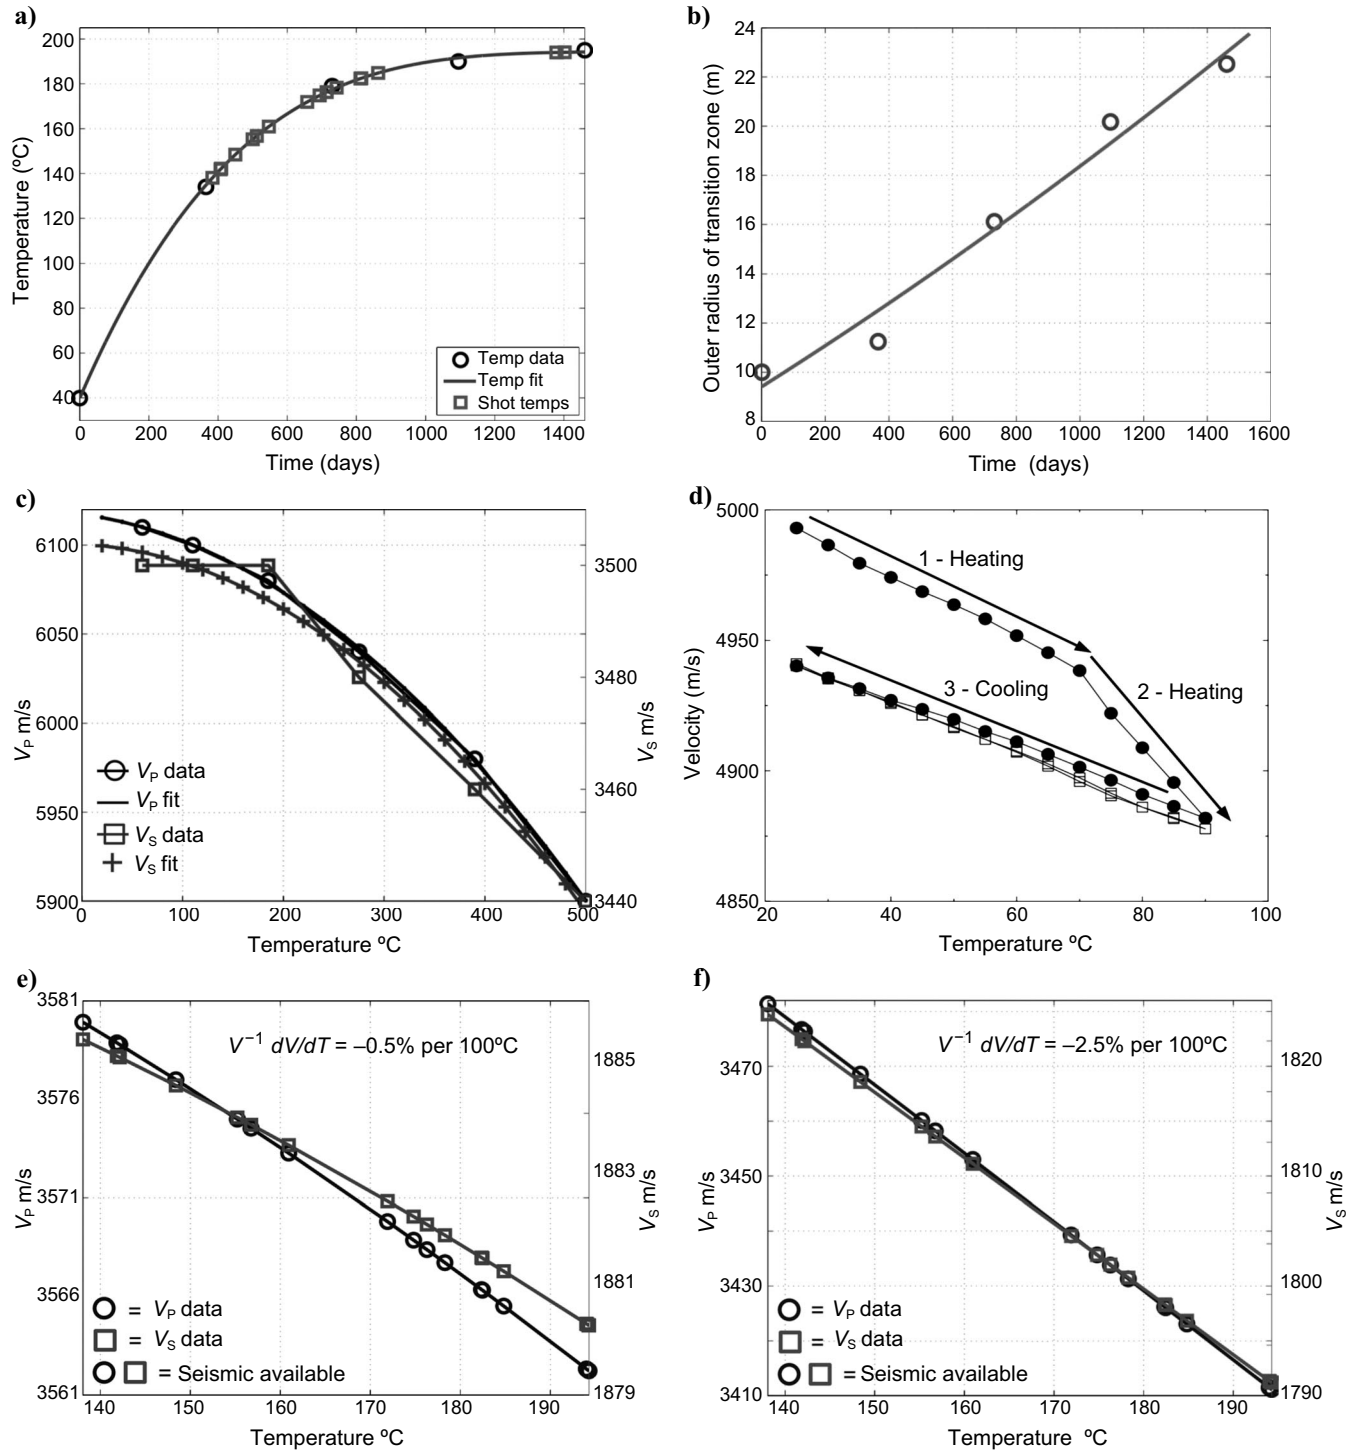 a)
200
180
160
140
120
100
80
60
40
Temperature (ºC)
Temp data
Temp fit
Shot temps
0 200 400 600 800 1000 1200 1400
Time (days)
b)
24
22
20
18
16
14
12
10
8
Outer radius of transition zone (m)
0 200 400 600 800 1000 1200 1400 1600
Time (days)
c)
6100
6050
6000
5950
5900
VP m/s
3500
3480
3460
3440
VS m/s
VP data
VP fit
VS data
VS fit
0 100 200 300 400 500
Temperature ºC
d)
5000
4950
4900
4850
Velocity (m/s)
1 - Heating
3 - Cooling
2 - Heating
20 40 60 80 100
Temperature ºC
e)
3581
3576
3571
3566
3561
VP m/s
V−1 dV/dT = −0.5% per 100ºC
1885
1883
1881
1879
VS m/s
= VP data
= VS data
= Seismic available
140 150 160 170 180 190
Temperature ºC
f)
3470
3450
3430
3410
VP m/s
V−1 dV/dT = −2.5% per 100ºC
1820
1810
1800
1790
VS m/s
= VP data
= VS data
= Seismic available
140 150 160 170 180 190
Temperature ºC